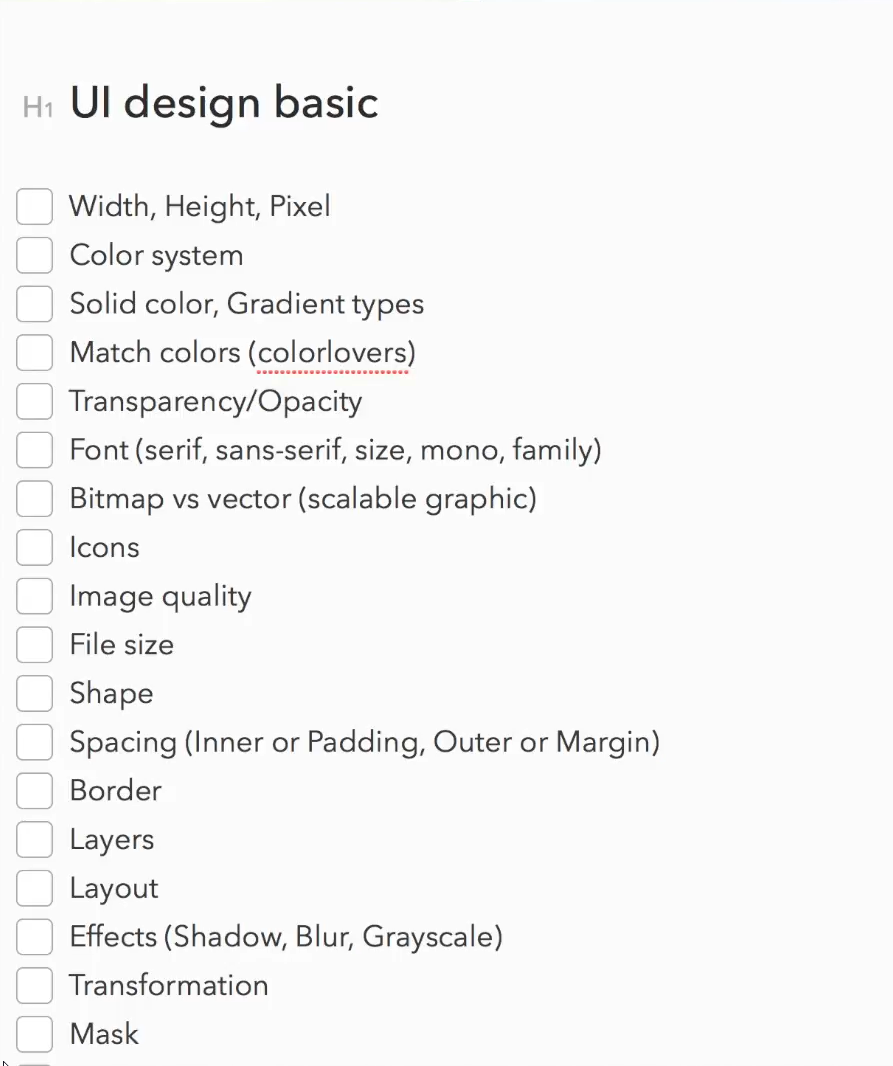 H1 UI design basic
Width, Height, Pixel
Color system
Solid color, Gradient types
Match colors (colorlovers)
Transparency/Opacity
Font (serif, sans-serif, size, mono, family)
Bitmap vs vector (scalable graphic)
Icons
Image quality
File size
Shape
Spacing (Inner or Padding, Outer or Margin)
Border
Layers
Layout
Effects (Shadow, Blur, Grayscale)
Transformation
Mask